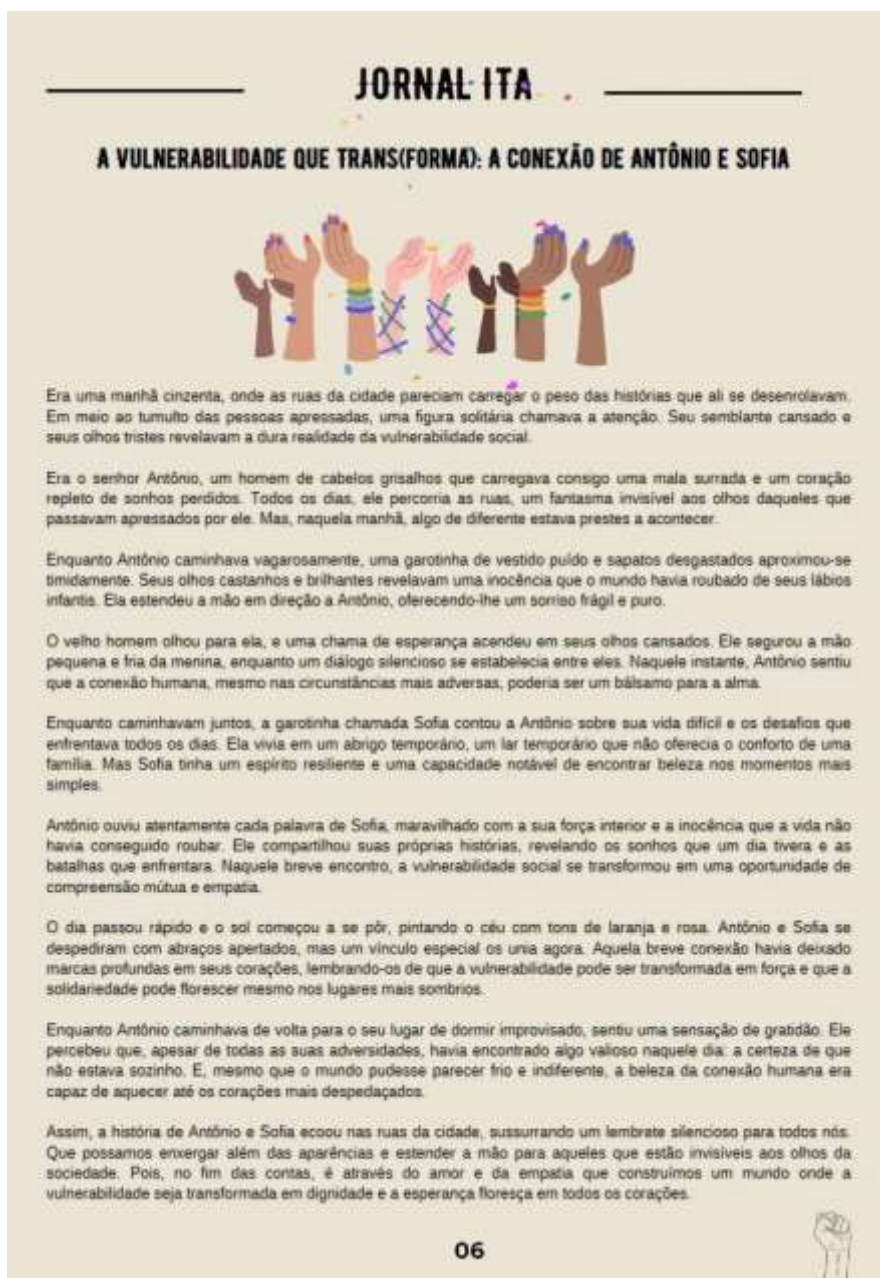 JORNAL ITA
A VULNERABILIDADE QUE TRANS(FORMA): A CONEXÃO DE ANTÔNIO E SOFIA
Era uma manhã cinzenta, onde as ruas da cidade pareciam carregar o peso das histórias que ali se desenrolavam.
Em meio ao tumulto das pessoas apressadas, uma figura solitária chamava a atenção. Seu semblante cansado e
seus olhos tristes revelavam a dura realidade da vulnerabilidade social.
Era o senhor Antônio, um homem de cabelos grisalhos que carregava consigo uma mala surrada e um coração
repleto de sonhos perdidos. Todos os dias, ele percorria as ruas, um fantasma invisível aos olhos daqueles que
passavam apressados por ele. Mas, naquela manhã, algo de diferente estava prestes a acontecer.
Enquanto Antônio caminhava vagarosamente, uma garotinha de vestido puído e sapatos desgastados aproximou-se
timidamente. Seus olhos castanhos e brilhantes revelavam uma inocência que o mundo havia roubado de seus lábios
infantis. Ela estendeu a mão em direção a Antônio, oferecendo-lhe um sorriso frágil e puro.
O velho homem olhou para ela, e uma chama de esperança acendeu em seus olhos cansados. Ele segurou a mão
pequena e fria da menina, enquanto um diálogo silencioso se estabelecia entre eles. Naquele instante, Antônio sentiu
que a conexão humana, mesmo nas circunstâncias mais adversas, poderia ser um bálsamo para a alma.
Enquanto caminhavam juntos, a garotinha chamada Sofia contou a Antônio sobre sua vida difícil e os desafios que
enfrentava todos os dias. Ela vivia em um abrigo temporário, um lar temporário que não oferecia o conforto de uma
família. Mas Sofia tinha um espírito resiliente e uma capacidade notável de encontrar beleza nos momentos mais
simples.
Antônio ouviu atentamente cada palavra de Sofia, maravilhado com a sua força interior e a inocência que a vida não
havia conseguido roubar. Ele compartilhou suas próprias histórias, revelando os sonhos que um dia tivera e as
batalhas que enfrentara. Naquele breve encontro, a vulnerabilidade social se transformou em uma oportunidade de
compreensão mútua e empatia.
O dia passou rápido e o sol começou a se pôr, pintando o céu com tons de laranja e rosa. Antônio e Sofia se
despediram com abraços apertados, mas um vínculo especial os unia agora. Aquela breve conexão havia deixado
marcas profundas em seus corações, lembrando-os de que a vulnerabilidade pode ser transformada em força e que a
solidariedade pode florescer mesmo nos lugares mais sombrios.
Enquanto Antônio caminhava de volta para o seu lugar de dormir improvisado, sentiu uma sensação de gratidão. Ele
percebeu que, apesar de todas as suas adversidades, havia encontrado algo valioso naquele dia: a certeza de que
não estava sozinho. E, mesmo que o mundo pudesse parecer frio e indiferente, a beleza da conexão humana era
capaz de aquecer até os corações mais despedaçados.
Assim, a história de Antônio e Sofia ecoou nas ruas da cidade, sussurrando um lembrete silencioso para todos nós.
Que possamos enxergar além das aparências e estender a mão para aqueles que estão invisíveis aos olhos da
sociedade. Pois, no fim das contas, é através do amor e da empatia que construímos um mundo onde a
vulnerabilidade seja transformada em dignidade e a esperança floresça em todos os corações.
06